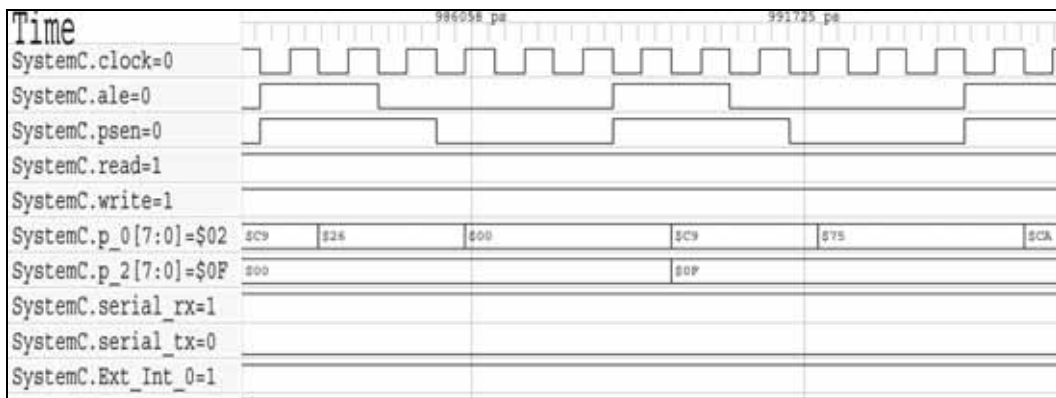 986058 ps 991725 ps
Time
SystemC.clock=0
SystemC.ale=0
SystemC.psen=0
SystemC.read=1
SystemC.write=1
SystemC.p_0[7:0]=$02 $C9 $26 $00 $C9 $75 $CA
SystemC.p_2[7:0]=$0F $00 $0F
SystemC.serial_rx=1
SystemC.serial_tx=0
SystemC.Ext_Int_0=1